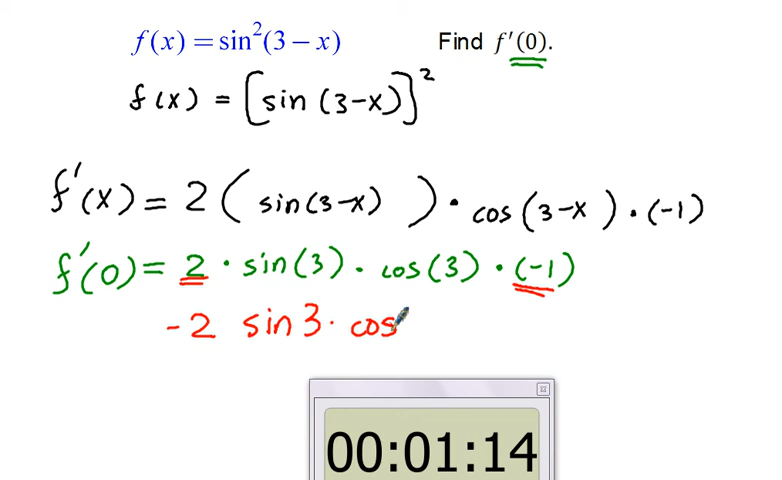 f(x) = sin²(3 − x) Find f′(0).
f(x) = [sin (3-x)]²
f′(x) = 2 ( sin(3-x) ) · cos(3-x) · (-1)
f′(0) = 2 · sin(3) · cos(3) · (-1)
-2 sin 3 · cos
00:01:14